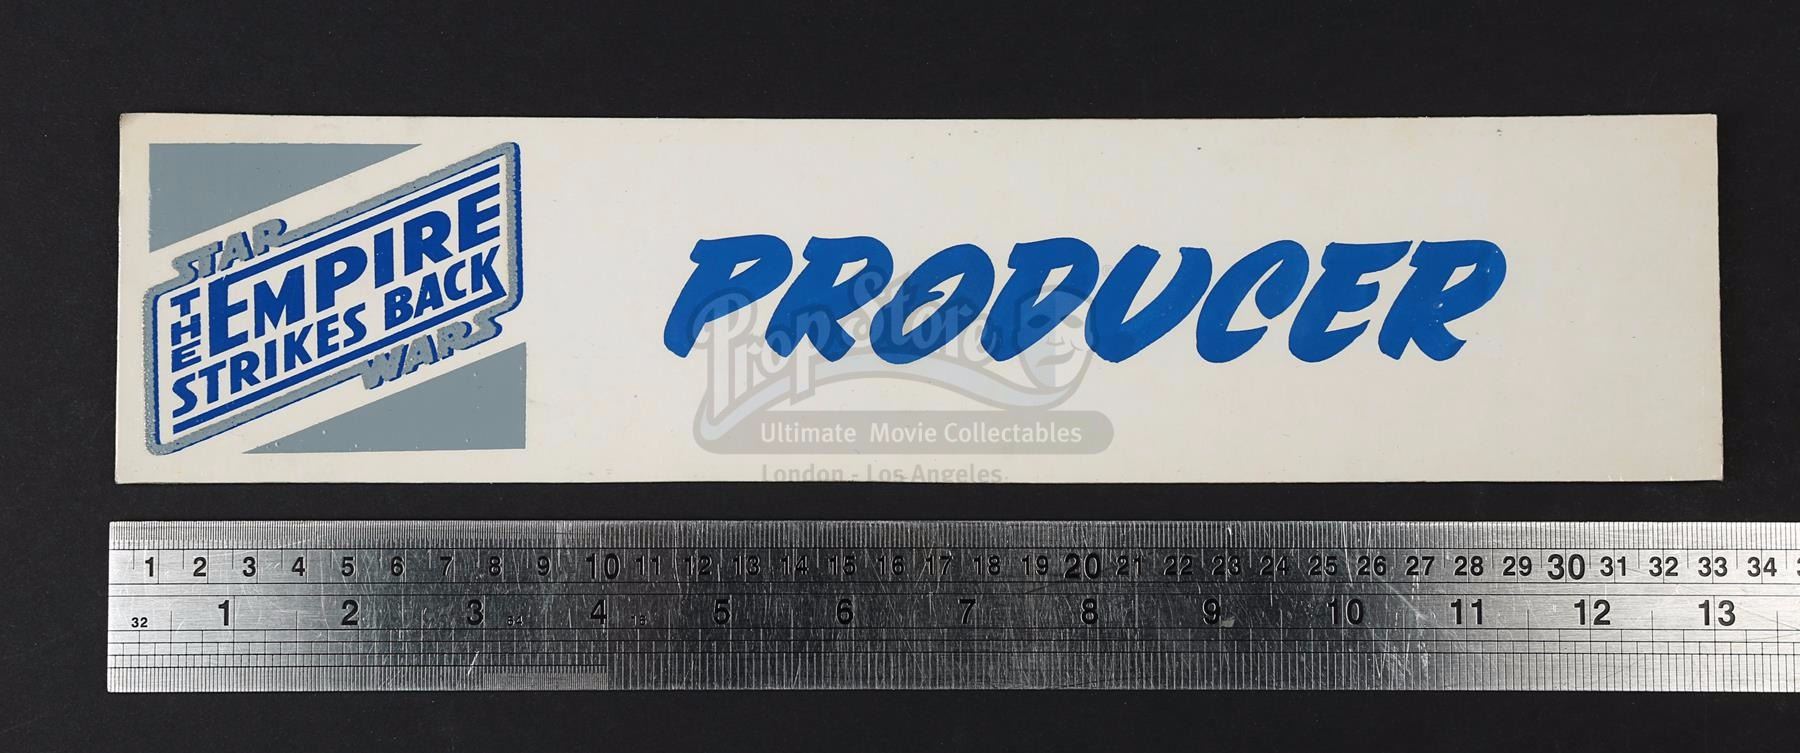 STAR
THE EMPIRE
STRIKES BACK
WARS
PRODUCER
Prop Store
Ultimate Movie Collectables
London - Los Angeles
1 2 3 4 5 6 7 8 9 10 11 12 13 14 15 16 17 18 19 20 21 22 23 24 25 26 27 28 29 30 31 32 33 34
32 1 2 3 64 4 16 5 6 7 8 9 10 11 12 13